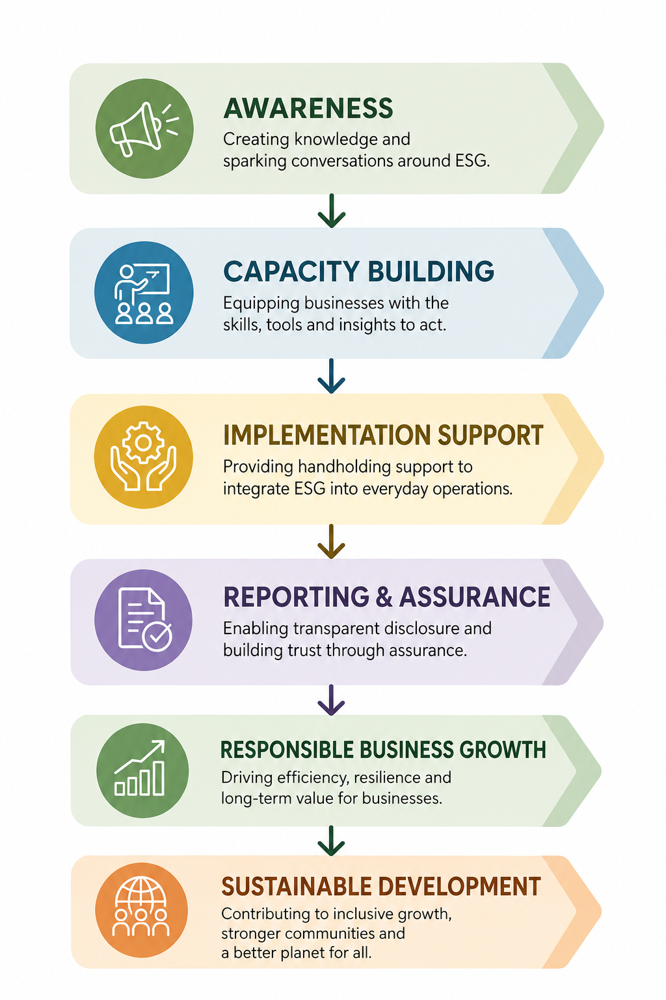 AWARENESS
Creating knowledge and
sparking conversations around ESG.
CAPACITY BUILDING
Equipping businesses with the
skills, tools and insights to act.
IMPLEMENTATION SUPPORT
Providing handholding support to
integrate ESG into everyday operations.
REPORTING & ASSURANCE
Enabling transparent disclosure and
building trust through assurance.
RESPONSIBLE BUSINESS GROWTH
Driving efficiency, resilience and
long-term value for businesses.
SUSTAINABLE DEVELOPMENT
Contributing to inclusive growth,
stronger communities and
a better planet for all.